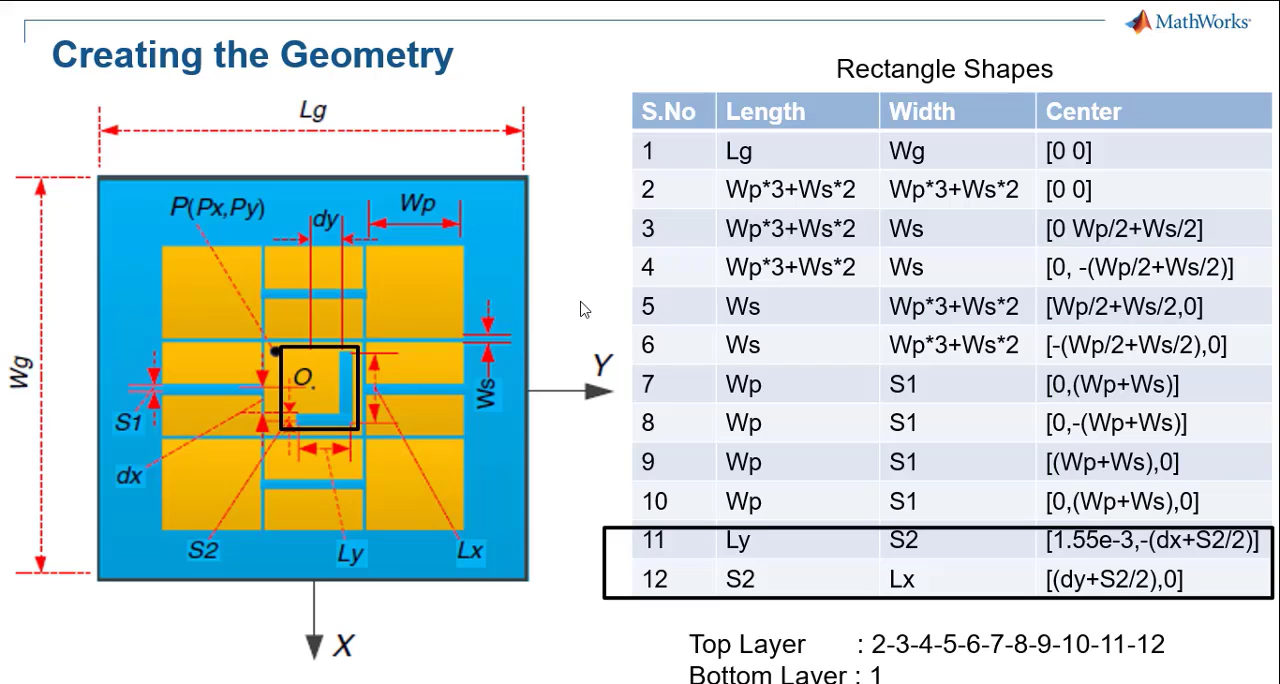 MathWorks®
Creating the Geometry
Rectangle Shapes
Lg
P(Px,Py)
dy
Wp
Wg
O.
Ws
Y
S1
dx
S2
Ly
Lx
X
S.No Length Width Center
1 Lg Wg [0 0]
2 Wp*3+Ws*2 Wp*3+Ws*2 [0 0]
3 Wp*3+Ws*2 Ws [0 Wp/2+Ws/2]
4 Wp*3+Ws*2 Ws [0, -(Wp/2+Ws/2)]
5 Ws Wp*3+Ws*2 [Wp/2+Ws/2,0]
6 Ws Wp*3+Ws*2 [-(Wp/2+Ws/2),0]
7 Wp S1 [0,(Wp+Ws)]
8 Wp S1 [0,-(Wp+Ws)]
9 Wp S1 [(Wp+Ws),0]
10 Wp S1 [0,(Wp+Ws),0]
11 Ly S2 [1.55e-3,-(dx+S2/2)]
12 S2 Lx [(dy+S2/2),0]
Top Layer : 2-3-4-5-6-7-8-9-10-11-12
Bottom Layer : 1